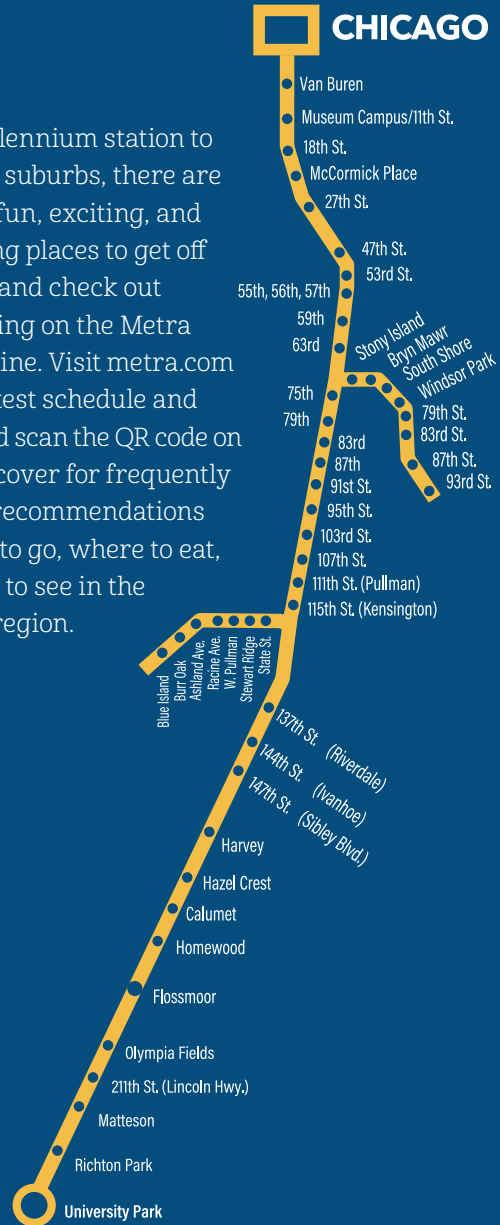 CHICAGO
Van Buren
Museum Campus/11th St.
18th St.
McCormick Place
27th St.
47th St.
53rd St.
55th, 56th, 57th
59th
63rd
Stony Island
Bryn Mawr
South Shore
Windsor Park
79th St.
83rd St.
87th St.
93rd St.
75th
79th
83rd
87th
91st St.
95th St.
103rd St.
107th St.
111th St. (Pullman)
115th St. (Kensington)
State St.
Stewart Ridge
W. Pullman
Racine Ave.
Ashland Ave.
Burr Oak
Blue Island
137th St. (Riverdale)
144th St. (Ivanhoe)
147th St. (Sibley Blvd.)
Harvey
Hazel Crest
Calumet
Homewood
Flossmoor
Olympia Fields
211th St. (Lincoln Hwy.)
Matteson
Richton Park
University Park
llennium station to
suburbs, there are
fun, exciting, and
ng places to get off
and check out
ing on the Metra
ine. Visit metra.com
test schedule and
d scan the QR code on
cover for frequently
recommendations
to go, where to eat,
to see in the
region.